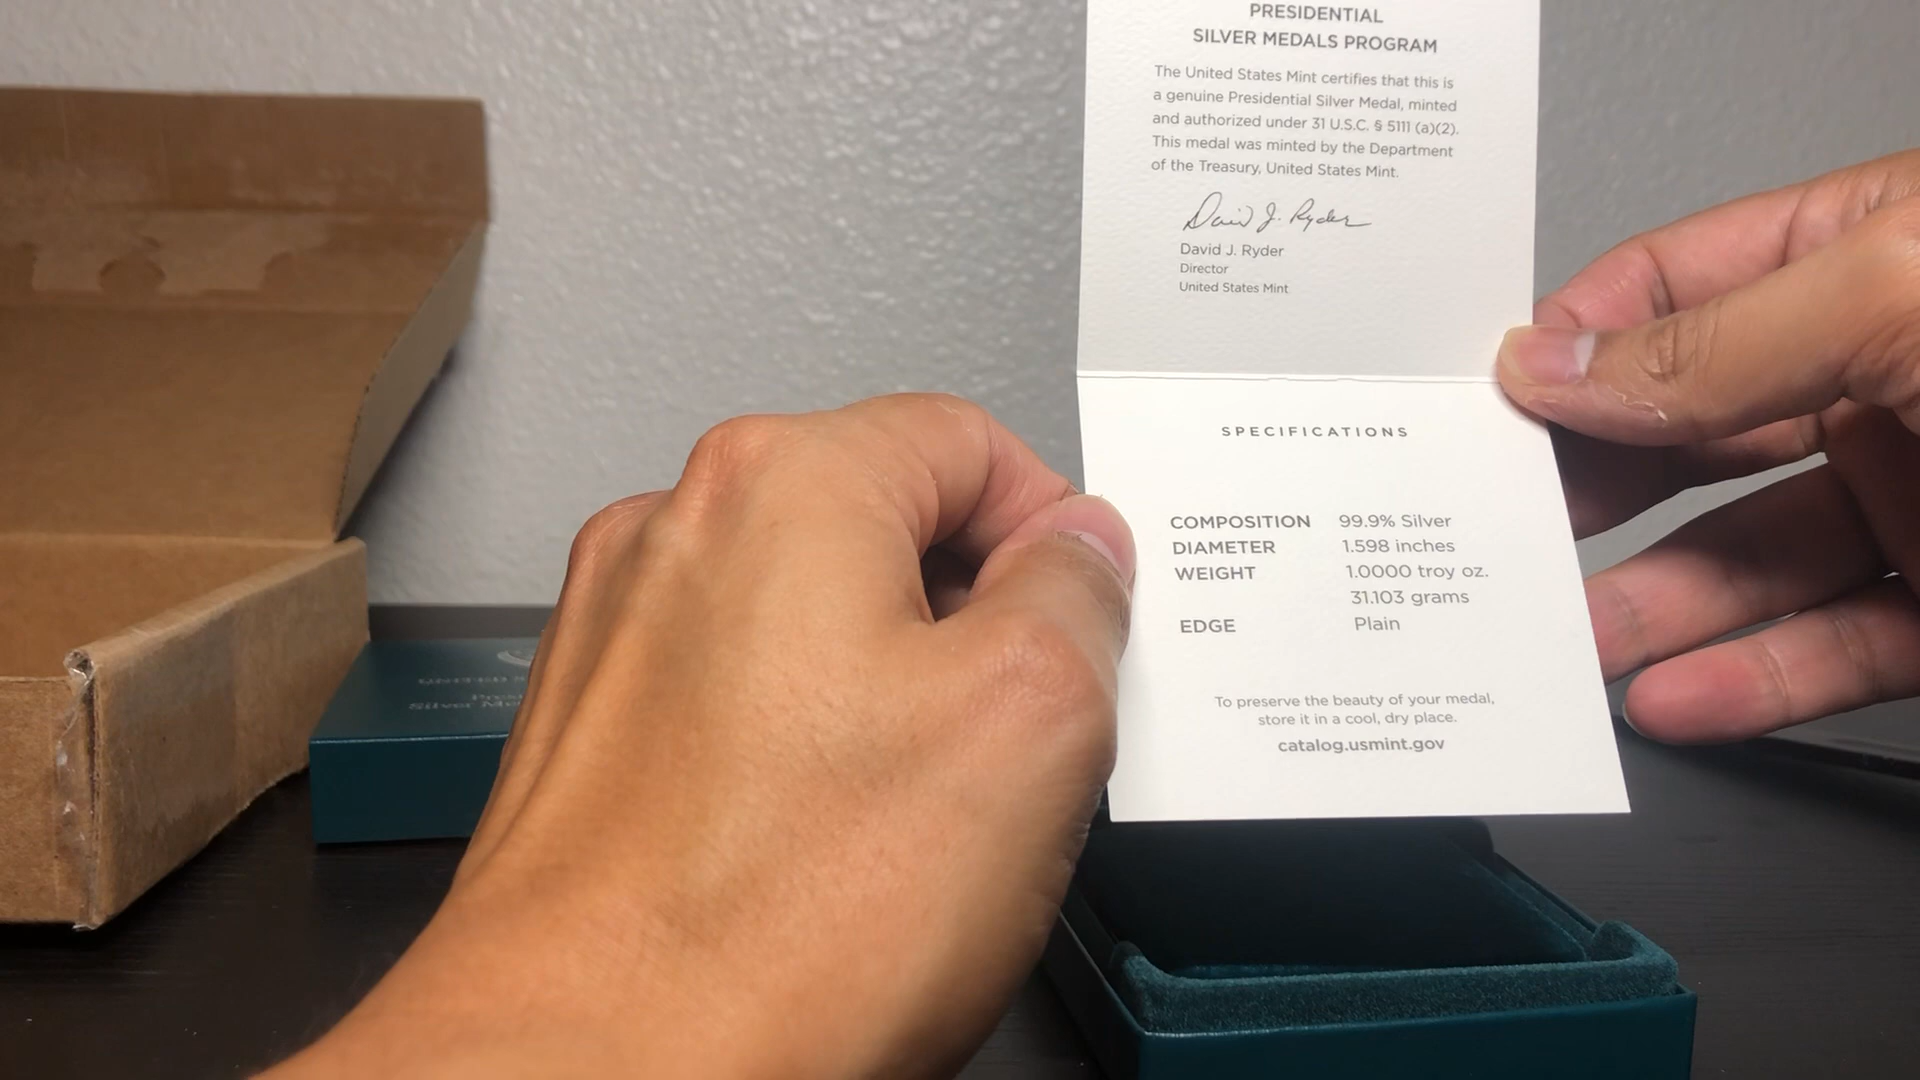 PRESIDENTIAL
SILVER MEDALS PROGRAM
The United States Mint certifies that this is
a genuine Presidential Silver Medal, minted
and authorized under 31 U.S.C. § 5111 (a)(2).
This medal was minted by the Department
of the Treasury, United States Mint.
David J. Ryder
David J. Ryder
Director
United States Mint
SPECIFICATIONS
COMPOSITION 99.9% Silver
DIAMETER 1.598 inches
WEIGHT 1.0000 troy oz.
31.103 grams
EDGE Plain
To preserve the beauty of your medal,
store it in a cool, dry place.
catalog.usmint.gov
UNITED
Silver